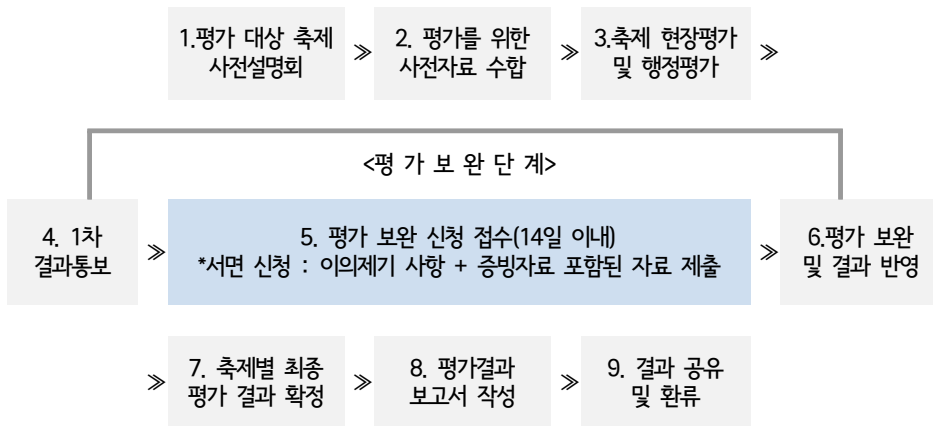 1.평가 대상 축제
사전설명회
≫
2. 평가를 위한
사전자료 수합
≫
3.축제 현장평가
및 행정평가
≫
<평 가 보 완 단 계>
4. 1차
결과통보
≫
5. 평가 보완 신청 접수(14일 이내)
*서면 신청 : 이의제기 사항 + 증빙자료 포함된 자료 제출
≫
6.평가 보완
및 결과 반영
≫
7. 축제별 최종
평가 결과 확정
≫
8. 평가결과
보고서 작성
≫
9. 결과 공유
및 환류